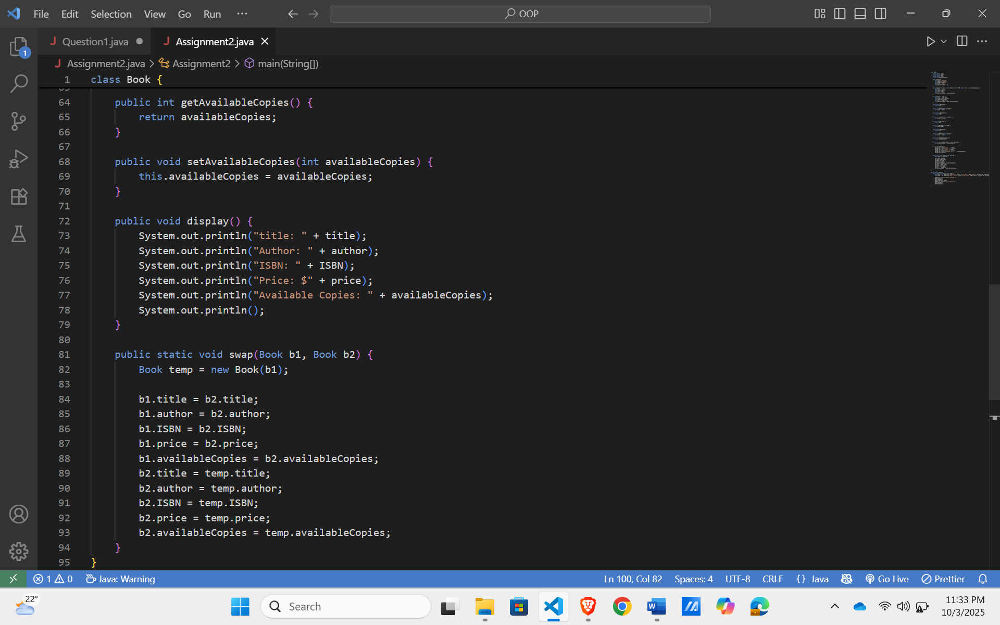 File Edit Selection View Go Run ··· OOP
Question1.java Assignment2.java
Assignment2.java > Assignment2 > main(String[])
1 class Book {
64 public int getAvailableCopies() {
65 return availableCopies;
66 }
67
68 public void setAvailableCopies(int availableCopies) {
69 this.availableCopies = availableCopies;
70 }
71
72 public void display() {
73 System.out.println("title: " + title);
74 System.out.println("Author: " + author);
75 System.out.println("ISBN: " + ISBN);
76 System.out.println("Price: $" + price);
77 System.out.println("Available Copies: " + availableCopies);
78 System.out.println();
79 }
80
81 public static void swap(Book b1, Book b2) {
82 Book temp = new Book(b1);
83
84 b1.title = b2.title;
85 b1.author = b2.author;
86 b1.ISBN = b2.ISBN;
87 b1.price = b2.price;
88 b1.availableCopies = b2.availableCopies;
89 b2.title = temp.title;
90 b2.author = temp.author;
91 b2.ISBN = temp.ISBN;
92 b2.price = temp.price;
93 b2.availableCopies = temp.availableCopies;
94 }
95 }
1 0 Java: Warning Ln 100, Col 82 Spaces: 4 UTF-8 CRLF {} Java Go Live Prettier
22° Search 11:33 PM
10/3/2025